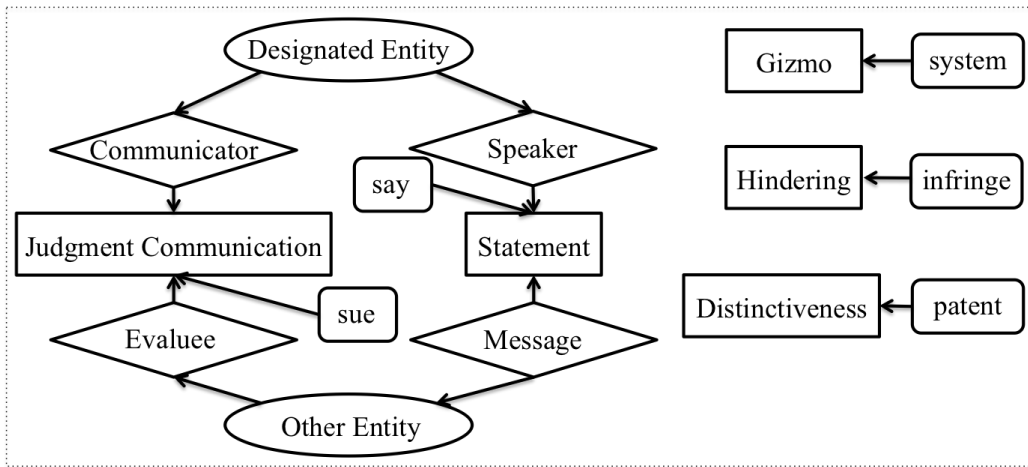 Designated Entity
Gizmo
system
Communicator
Speaker
say
Hindering
infringe
Judgment Communication
Statement
sue
Distinctiveness
patent
Evaluee
Message
Other Entity